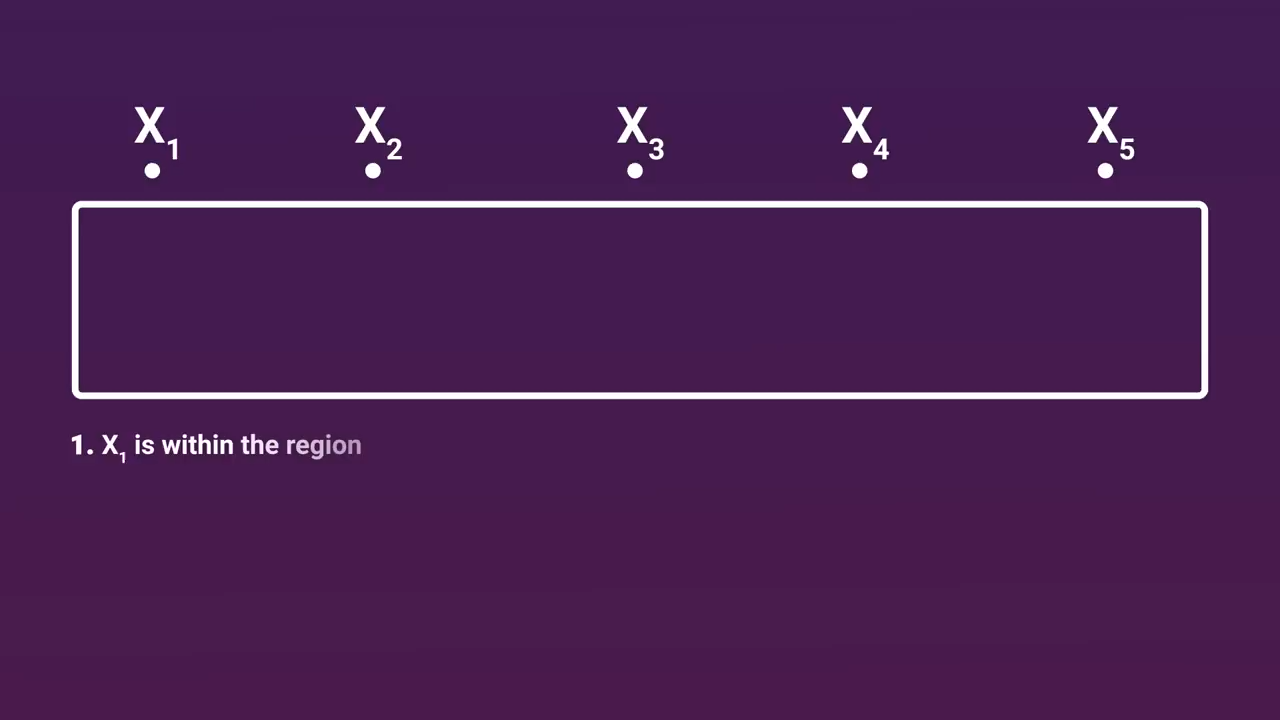 X₁ X₂ X₃ X₄ X₅
1. X₁ is within the region